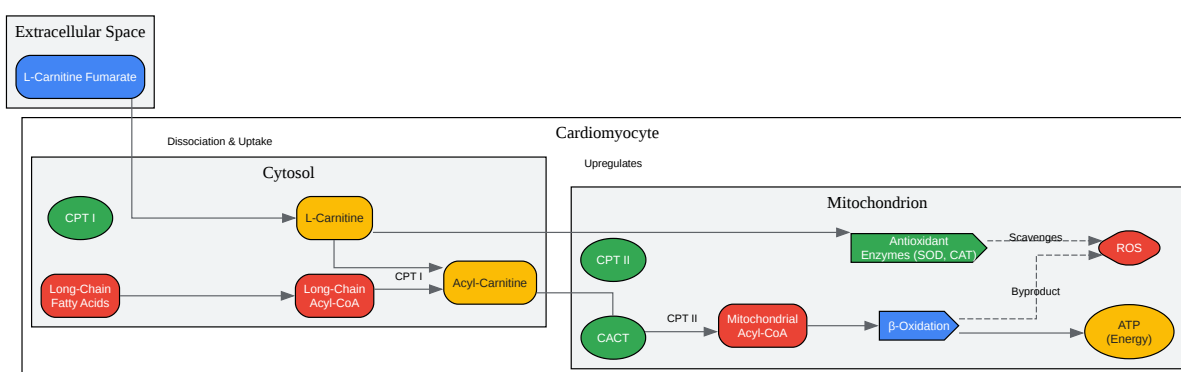 Extracellular Space
L-Carnitine Fumarate
Cardiomyocyte
Dissociation & Uptake
Upregulates
Cytosol
CPT I
L-Carnitine
Long-Chain
Fatty Acids
Long-Chain
Acyl-CoA
CPT I
Acyl-Carnitine
Mitochondrion
CPT II
Antioxidant
Enzymes (SOD, CAT)
Scavenges
ROS
Byproduct
CACT
CPT II
Mitochondrial
Acyl-CoA
β-Oxidation
ATP
(Energy)